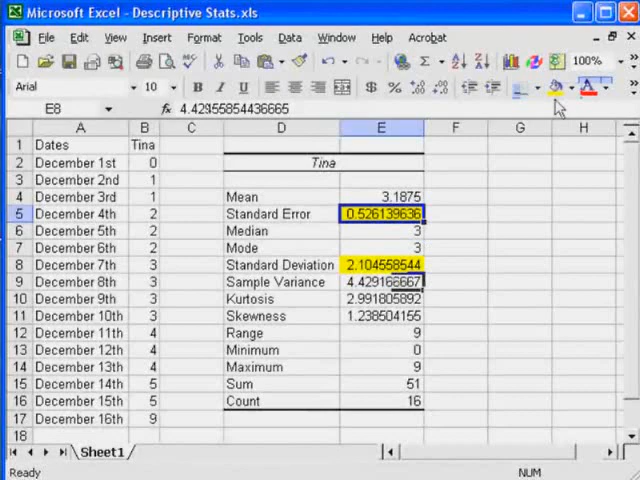 Microsoft Excel - Descriptive Stats.xls
File Edit View Insert Format Tools Data Window Help Acrobat
100%
Arial 10 B I U $ % A
E8 fx
A B C D E F G H
1 Dates Tina
2 December 1st 0 Tina
3 December 2nd 1
4 December 3rd 1 Mean 3.1875
5 December 4th 2 Standard Error 0.526139636
6 December 5th 2 Median 3
7 December 6th 2 Mode 3
8 December 7th 3 Standard Deviation 2.104558544
9 December 8th 3 Sample Variance 4.429166667
10 December 9th 3 Kurtosis 2.991805892
11 December 10th 3 Skewness 1.238504155
12 December 11th 4 Range 9
13 December 12th 4 Minimum 0
14 December 13th 4 Maximum 9
15 December 14th 5 Sum 51
16 December 15th 5 Count 16
17 December 16th 9
18
Sheet1
Ready NUM